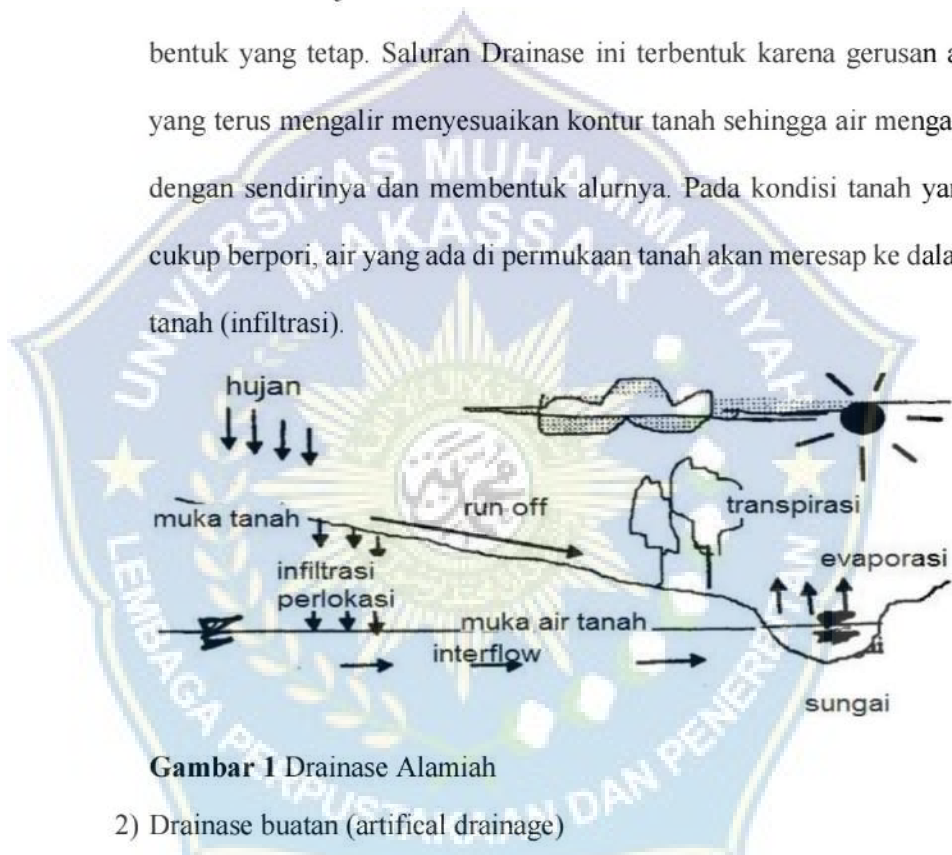 bentuk yang tetap. Saluran Drainase ini terbentuk karena gerusan a
yang terus mengalir menyesuaikan kontur tanah sehingga air menga
dengan sendirinya dan membentuk alurnya. Pada kondisi tanah ya
cukup berpori, air yang ada di permukaan tanah akan meresap ke dala
tanah (infiltrasi).
UNIVERSITAS MUHAMMADIYAH
MAKASSAR
hujan
muka tanah
run off
transpirasi
infiltrasi
evaporasi
perlokasi
muka air tanah
interflow
sungai
LEMBAGA PERPUSTAKAAN DAN PENERBITAN
Gambar 1 Drainase Alamiah
2) Drainase buatan (artifical drainage)